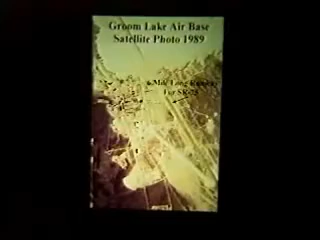 Groom Lake Air Base
Satellite Photo 1989
6 Mile Long Runway
For SR-71